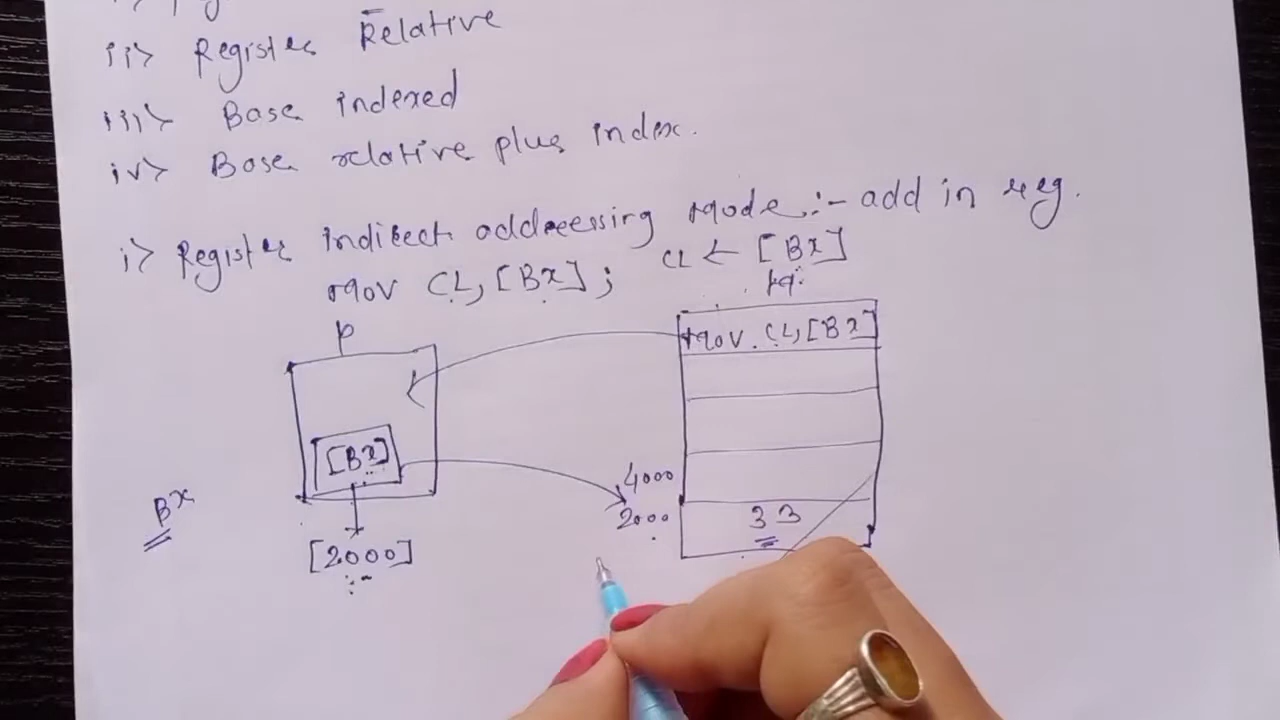 ii> Register Relative
iii> Base indexed
iv> Base relative plus index.
i> Register indirect addressing mode :- add in reg.
mov CL, [BX] ; CL ← [BX]
P
mov. CL, [BX]
[BX]
4000
BX
2000 33
[2000]